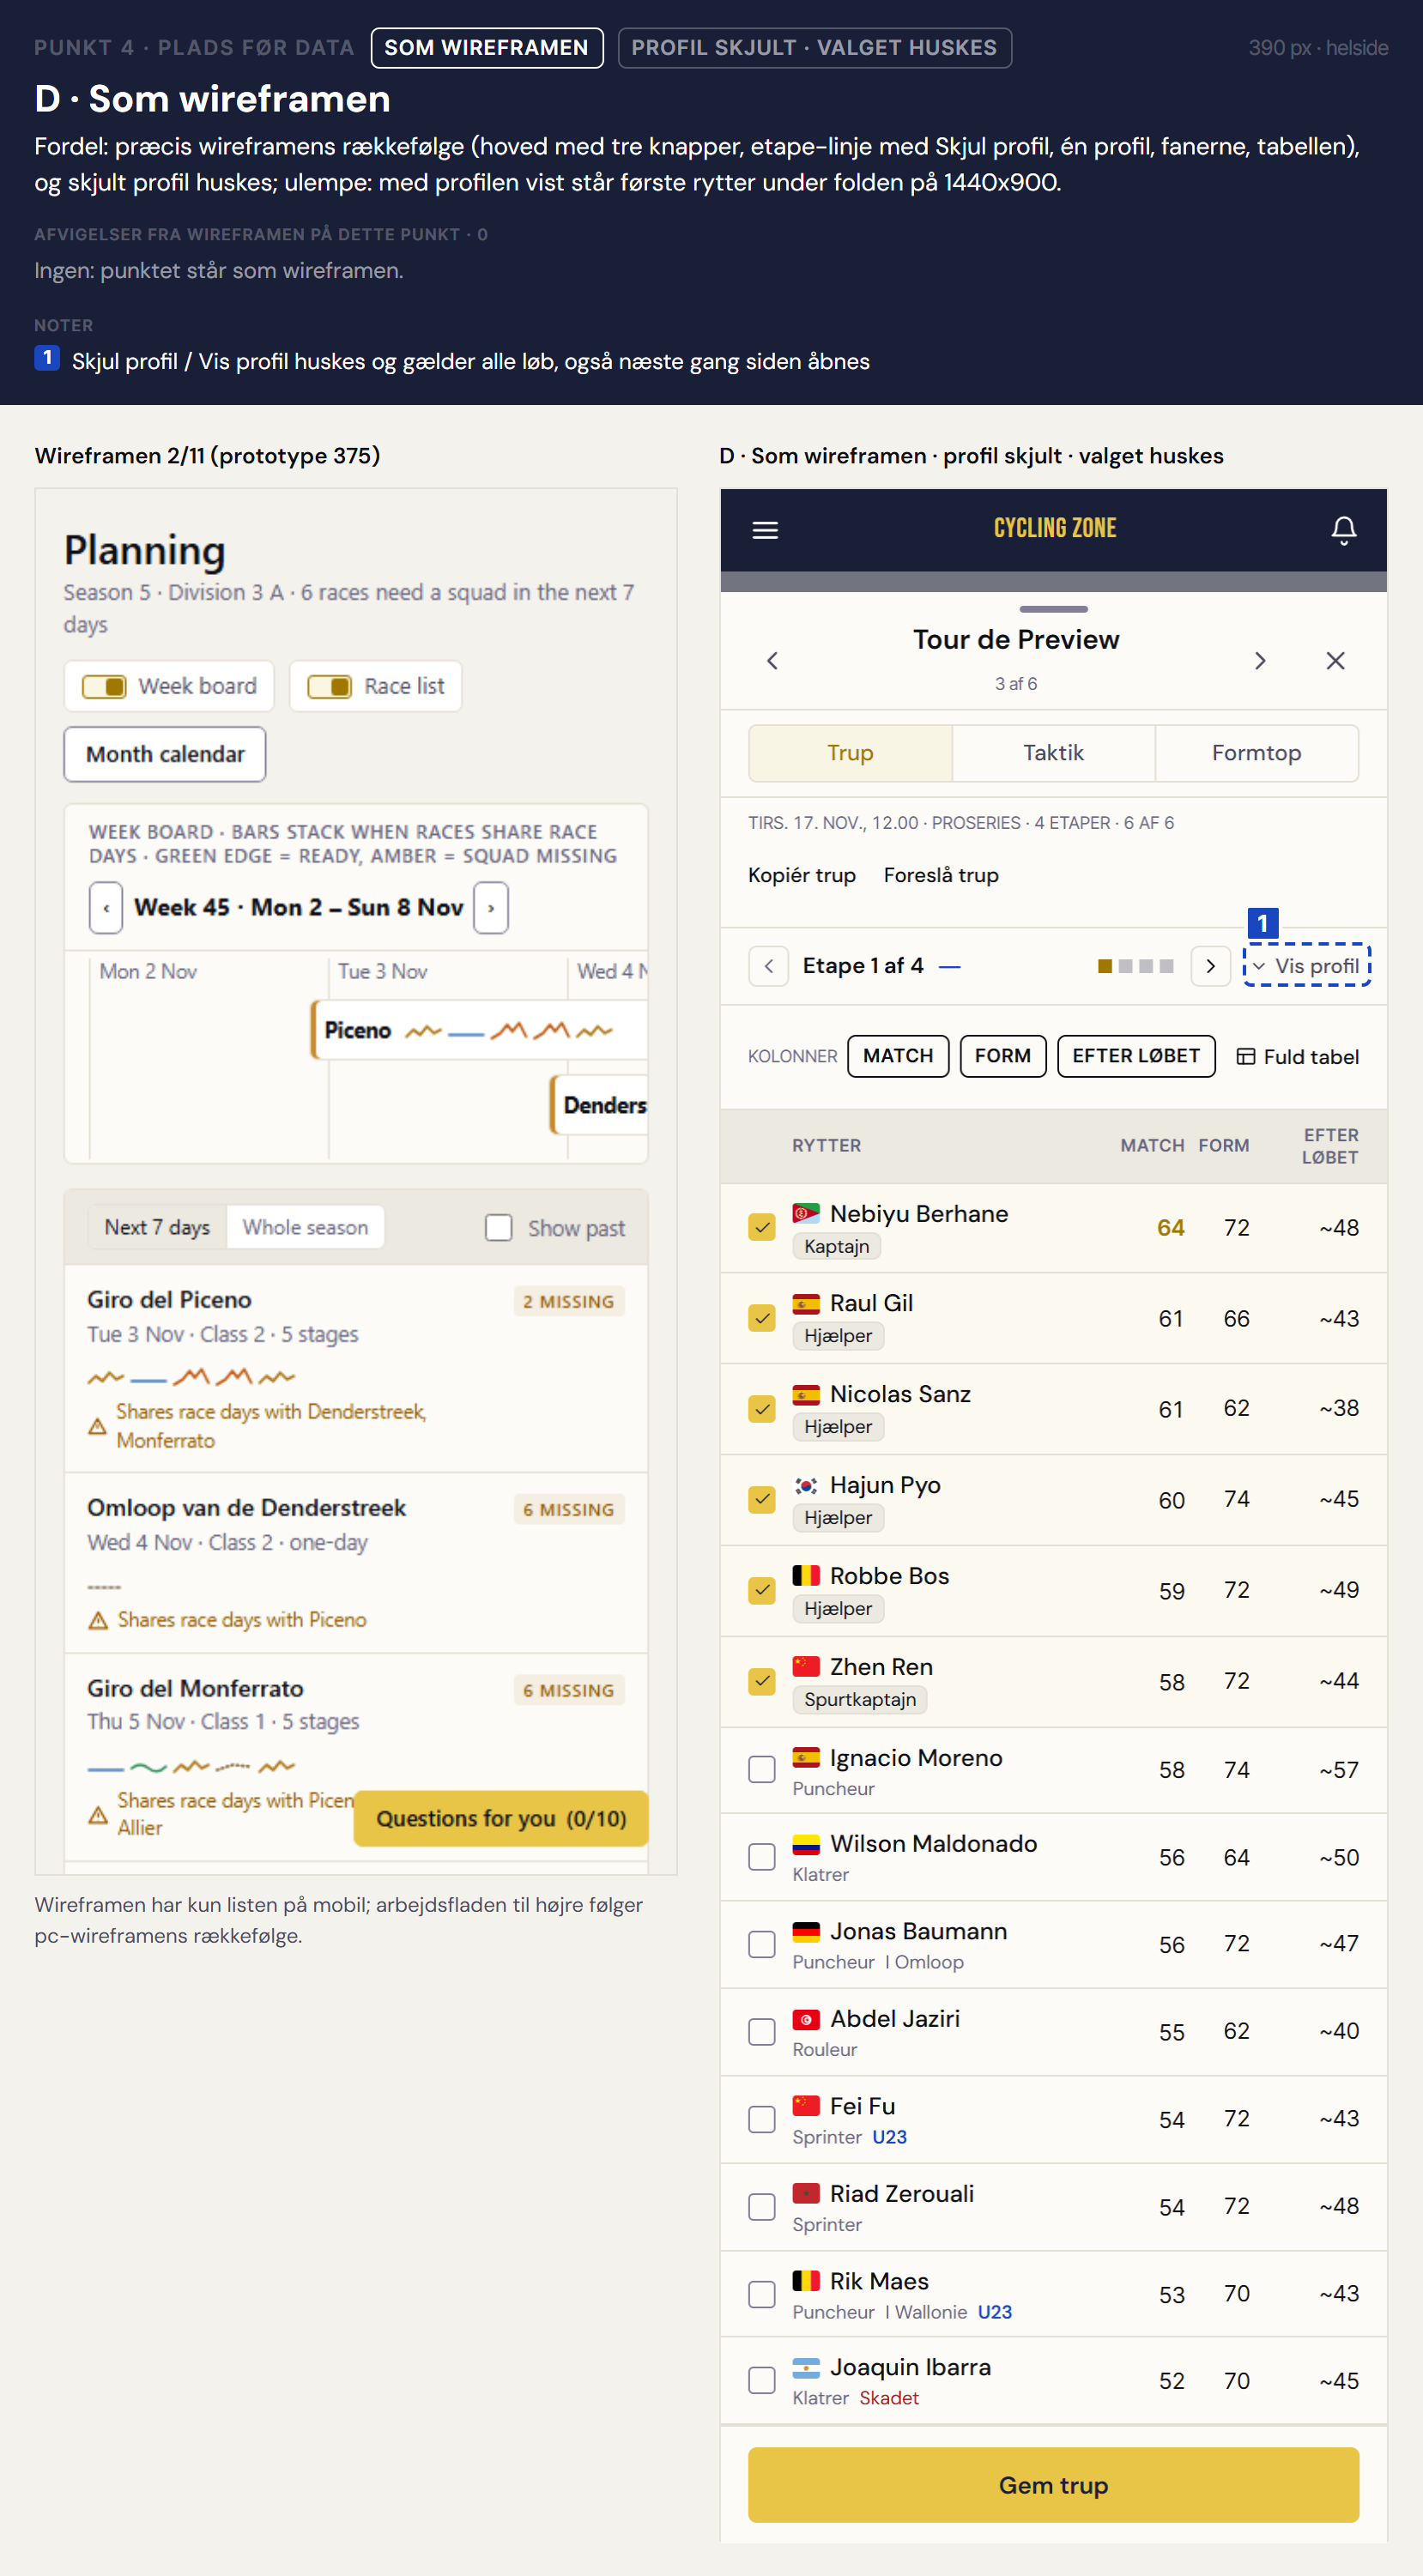 PUNKT 4 · PLADS FØR DATA
SOM WIREFRAMEN
PROFIL SKJULT · VALGET HUSKES
390 px · helside
D · Som wireframen
Fordel: præcis wireframens rækkefølge (hoved med tre knapper, etape-linje med Skjul profil, én profil, fanerne, tabellen),
og skjult profil huskes; ulempe: med profilen vist står første rytter under folden på 1440x900.
AFVIGELSER FRA WIREFRAMEN PÅ DETTE PUNKT · 0
Ingen: punktet står som wireframen.
NOTER
1 Skjul profil / Vis profil huskes og gælder alle løb, også næste gang siden åbnes
Wireframen 2/11 (prototype 375)
Planning
Season 5 · Division 3 A · 6 races need a squad in the next 7
days
Week board
Race list
Month calendar
WEEK BOARD · BARS STACK WHEN RACES SHARE RACE
DAYS · GREEN EDGE = READY, AMBER = SQUAD MISSING
‹ Week 45 · Mon 2 – Sun 8 Nov ›
Mon 2 Nov
Tue 3 Nov
Wed 4 N
Piceno
Denders
Next 7 days
Whole season
Show past
Giro del Piceno
2 MISSING
Tue 3 Nov · Class 2 · 5 stages
Shares race days with Denderstreek,
Monferrato
Omloop van de Denderstreek
6 MISSING
Wed 4 Nov · Class 2 · one-day
Shares race days with Piceno
Giro del Monferrato
6 MISSING
Thu 5 Nov · Class 1 · 5 stages
Shares race days with Picen
Allier
Questions for you (0/10)
Wireframen har kun listen på mobil; arbejdsfladen til højre følger
pc-wireframens rækkefølge.
D · Som wireframen · profil skjult · valget huskes
CYCLING ZONE
Tour de Preview
3 af 6
Trup
Taktik
Formtop
TIRS. 17. NOV., 12.00 · PROSERIES · 4 ETAPER · 6 AF 6
Kopiér trup
Foreslå trup
1
Etape 1 af 4
Vis profil
KOLONNER
MATCH
FORM
EFTER LØBET
Fuld tabel
RYTTER
MATCH
FORM
EFTER
LØBET
Nebiyu Berhane
Kaptajn
64 72 ~48
Raul Gil
Hjælper
61 66 ~43
Nicolas Sanz
Hjælper
61 62 ~38
Hajun Pyo
Hjælper
60 74 ~45
Robbe Bos
Hjælper
59 72 ~49
Zhen Ren
Spurtkaptajn
58 72 ~44
Ignacio Moreno
Puncheur
58 74 ~57
Wilson Maldonado
Klatrer
56 64 ~50
Jonas Baumann
Puncheur I Omloop
56 72 ~47
Abdel Jaziri
Rouleur
55 62 ~40
Fei Fu
Sprinter U23
54 72 ~43
Riad Zerouali
Sprinter
54 72 ~48
Rik Maes
Puncheur I Wallonie U23
53 70 ~43
Joaquin Ibarra
Klatrer Skadet
52 70 ~45
Gem trup